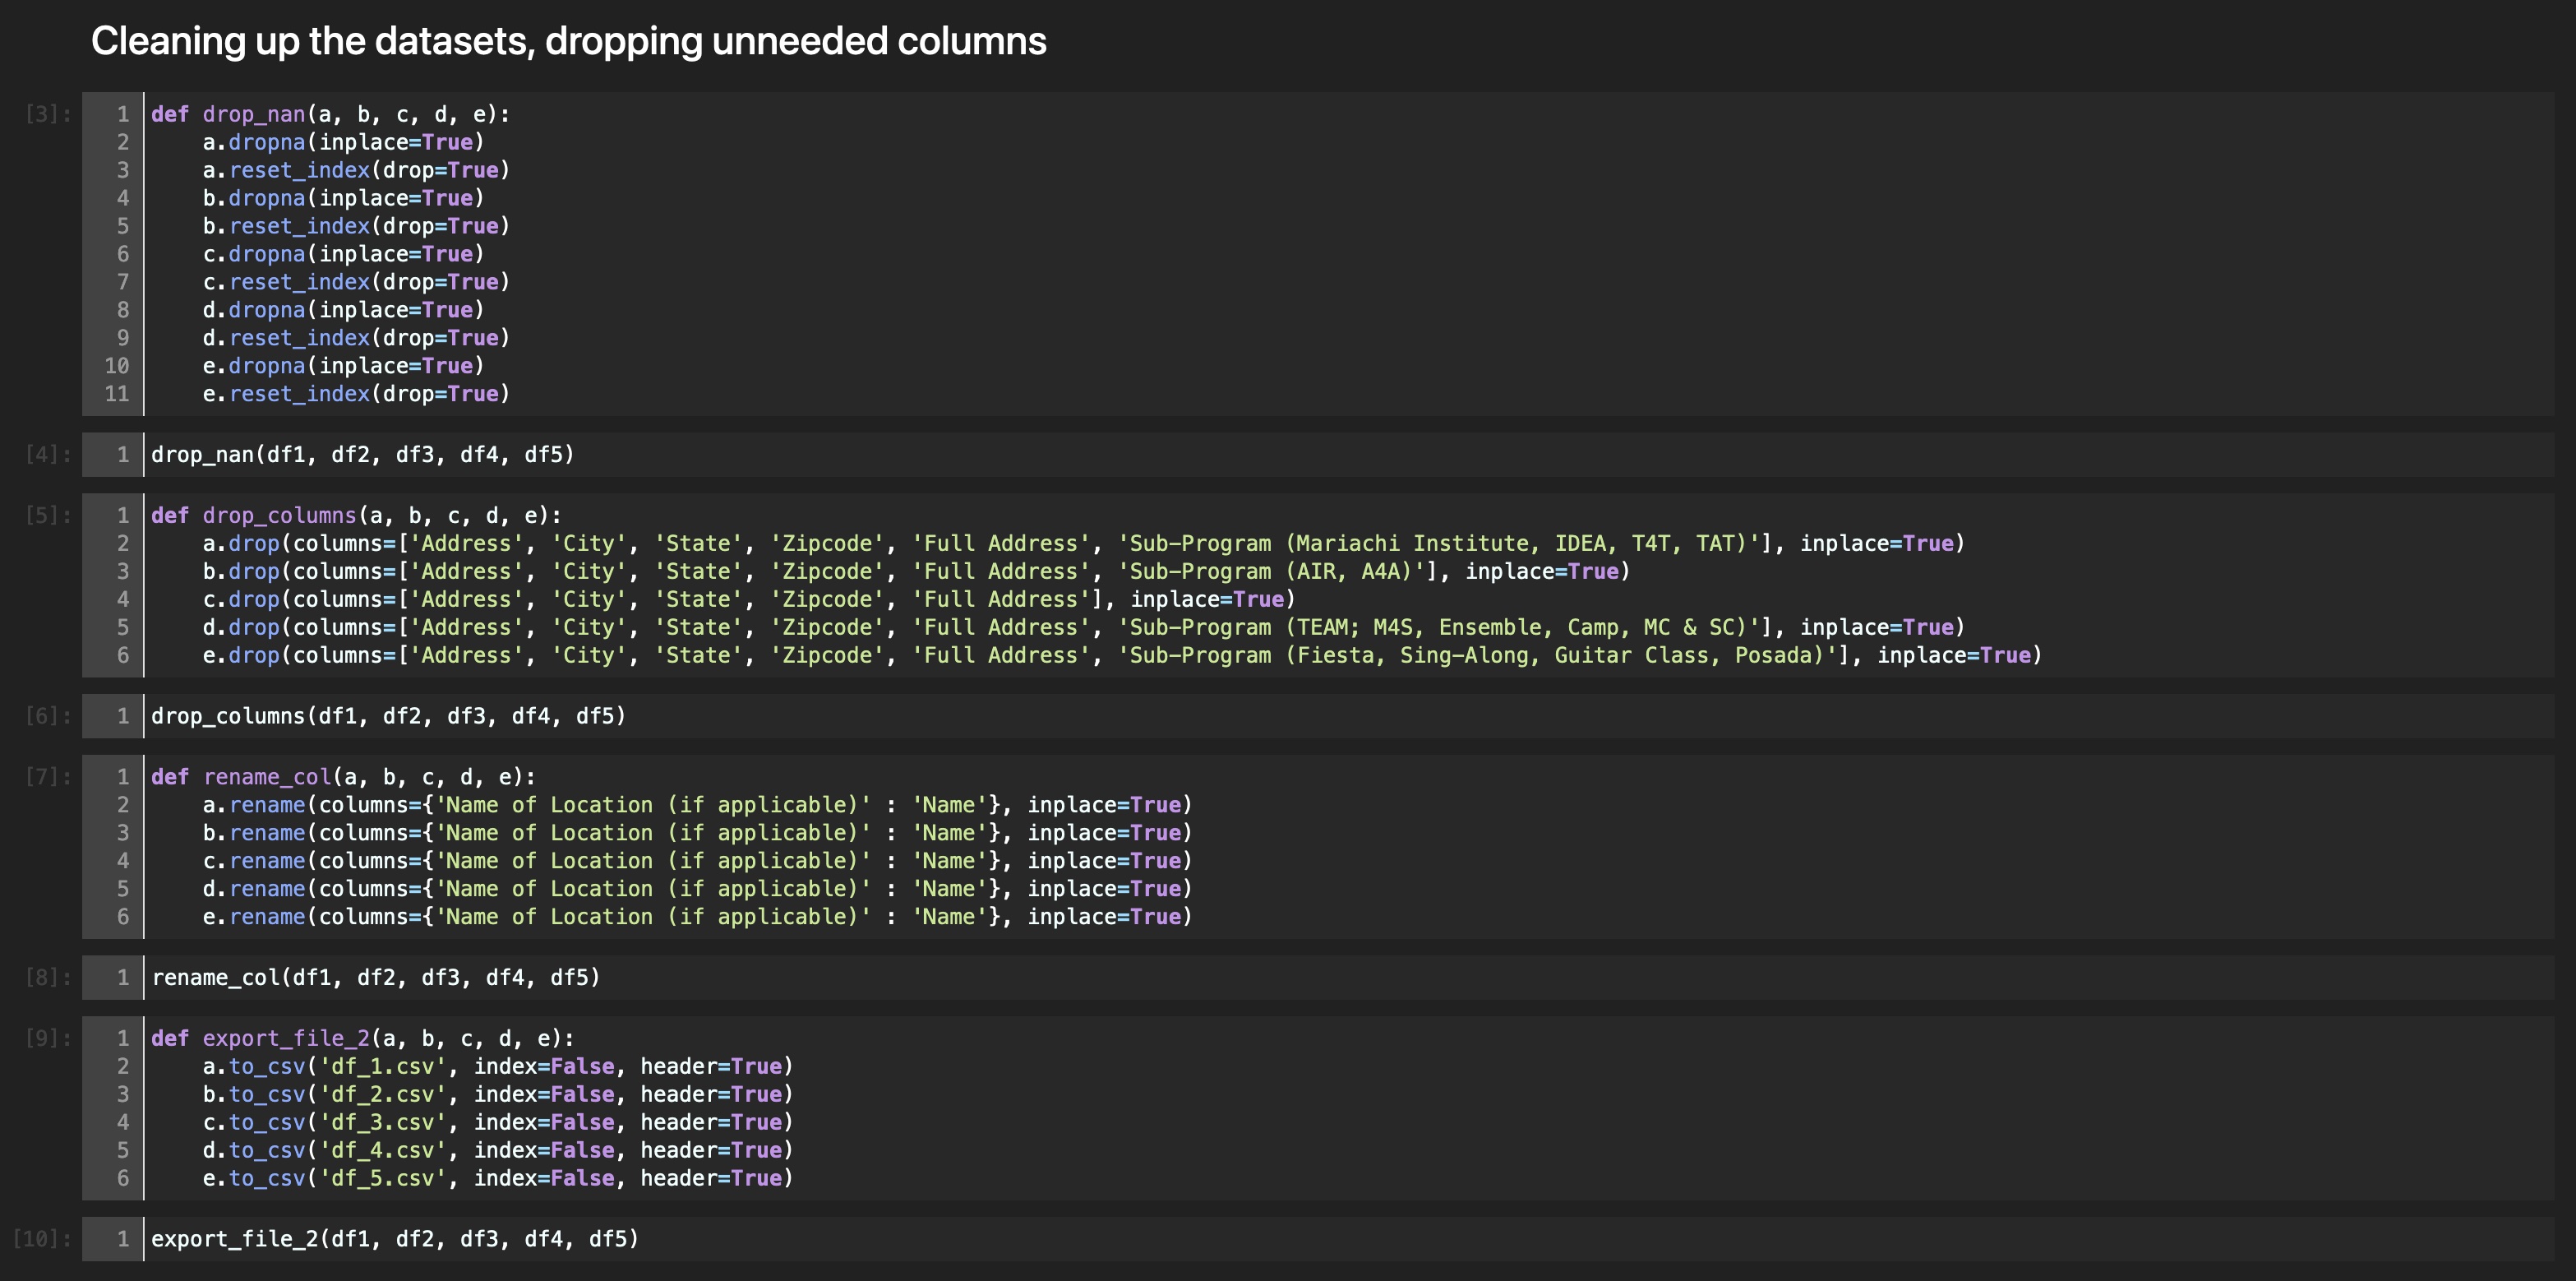 Cleaning up the datasets, dropping unneeded columns
[3]:
1 def drop_nan(a, b, c, d, e):
2     a.dropna(inplace=True)
3     a.reset_index(drop=True)
4     b.dropna(inplace=True)
5     b.reset_index(drop=True)
6     c.dropna(inplace=True)
7     c.reset_index(drop=True)
8     d.dropna(inplace=True)
9     d.reset_index(drop=True)
10     e.dropna(inplace=True)
11     e.reset_index(drop=True)
[4]:
1 drop_nan(df1, df2, df3, df4, df5)
[5]:
1 def drop_columns(a, b, c, d, e):
2     a.drop(columns=['Address', 'City', 'State', 'Zipcode', 'Full Address', 'Sub-Program (Mariachi Institute, IDEA, T4T, TAT)'], inplace=True)
3     b.drop(columns=['Address', 'City', 'State', 'Zipcode', 'Full Address', 'Sub-Program (AIR, A4A)'], inplace=True)
4     c.drop(columns=['Address', 'City', 'State', 'Zipcode', 'Full Address'], inplace=True)
5     d.drop(columns=['Address', 'City', 'State', 'Zipcode', 'Full Address', 'Sub-Program (TEAM; M4S, Ensemble, Camp, MC & SC)'], inplace=True)
6     e.drop(columns=['Address', 'City', 'State', 'Zipcode', 'Full Address', 'Sub-Program (Fiesta, Sing-Along, Guitar Class, Posada)'], inplace=True)
[6]:
1 drop_columns(df1, df2, df3, df4, df5)
[7]:
1 def rename_col(a, b, c, d, e):
2     a.rename(columns={'Name of Location (if applicable)' : 'Name'}, inplace=True)
3     b.rename(columns={'Name of Location (if applicable)' : 'Name'}, inplace=True)
4     c.rename(columns={'Name of Location (if applicable)' : 'Name'}, inplace=True)
5     d.rename(columns={'Name of Location (if applicable)' : 'Name'}, inplace=True)
6     e.rename(columns={'Name of Location (if applicable)' : 'Name'}, inplace=True)
[8]:
1 rename_col(df1, df2, df3, df4, df5)
[9]:
1 def export_file_2(a, b, c, d, e):
2     a.to_csv('df_1.csv', index=False, header=True)
3     b.to_csv('df_2.csv', index=False, header=True)
4     c.to_csv('df_3.csv', index=False, header=True)
5     d.to_csv('df_4.csv', index=False, header=True)
6     e.to_csv('df_5.csv', index=False, header=True)
[10]:
1 export_file_2(df1, df2, df3, df4, df5)